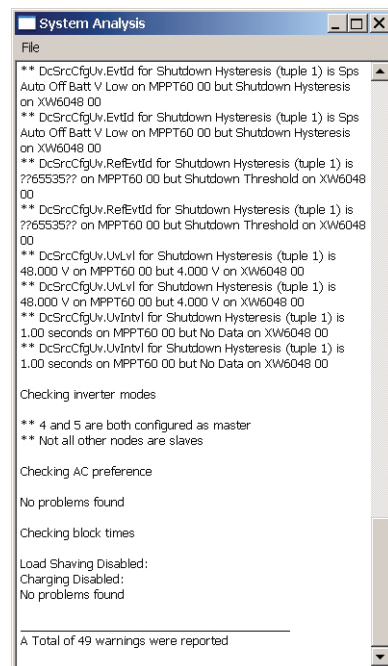 System Analysis
File
** DcSrcCfgUv.EvtId for Shutdown Hysteresis (tuple 1) is Sps
Auto Off Batt V Low on MPPT60 00 but Shutdown Hysteresis
on XW6048 00
** DcSrcCfgUv.EvtId for Shutdown Hysteresis (tuple 1) is Sps
Auto Off Batt V Low on MPPT60 00 but Shutdown Hysteresis
on XW6048 00
** DcSrcCfgUv.RefEvtId for Shutdown Hysteresis (tuple 1) is
??65535?? on MPPT60 00 but Shutdown Threshold on XW6048
00
** DcSrcCfgUv.RefEvtId for Shutdown Hysteresis (tuple 1) is
??65535?? on MPPT60 00 but Shutdown Threshold on XW6048
00
** DcSrcCfgUv.UvLvl for Shutdown Hysteresis (tuple 1) is
48.000 V on MPPT60 00 but 4.000 V on XW6048 00
** DcSrcCfgUv.UvLvl for Shutdown Hysteresis (tuple 1) is
48.000 V on MPPT60 00 but 4.000 V on XW6048 00
** DcSrcCfgUv.UvIntvl for Shutdown Hysteresis (tuple 1) is
1.00 seconds on MPPT60 00 but No Data on XW6048 00
** DcSrcCfgUv.UvIntvl for Shutdown Hysteresis (tuple 1) is
1.00 seconds on MPPT60 00 but No Data on XW6048 00
Checking inverter modes
** 4 and 5 are both configured as master
** Not all other nodes are slaves
Checking AC preference
No problems found
Checking block times
Load Shaving Disabled:
Charging Disabled:
No problems found
A Total of 49 warnings were reported